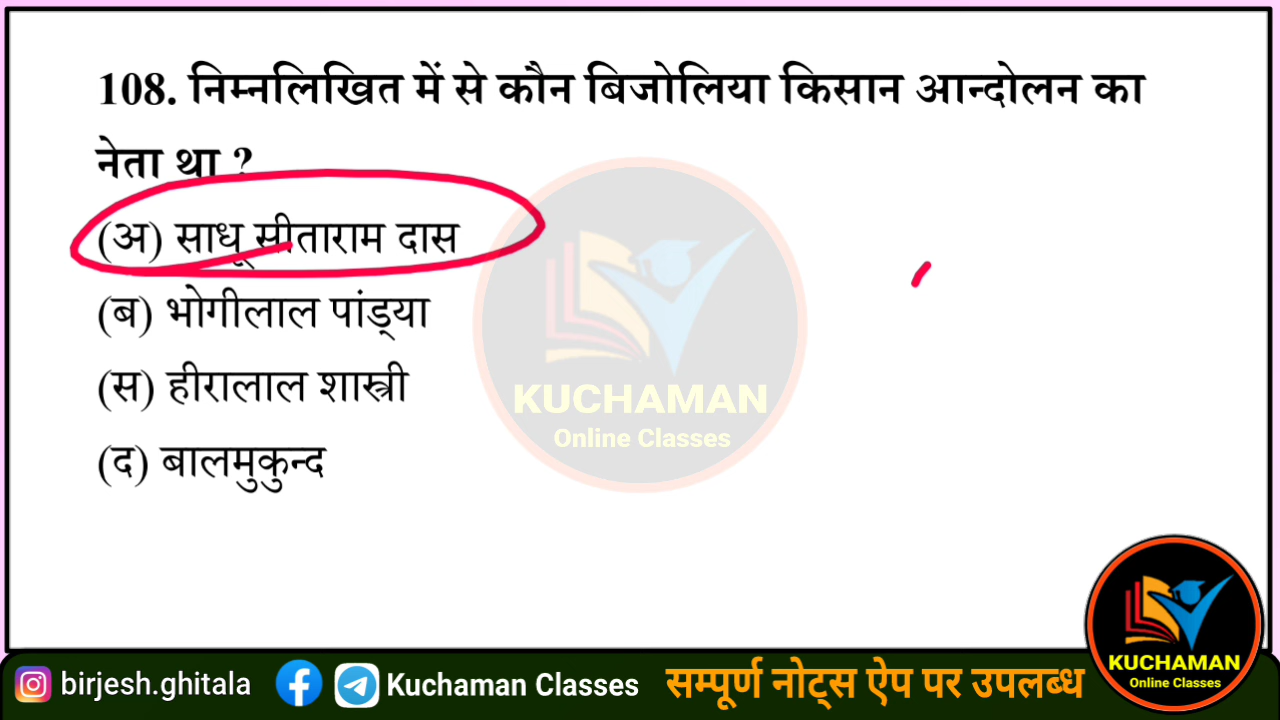 108. निम्नलिखित में से कौन बिजोलिया किसान आन्दोलन का
नेता था ?
(अ) साधू सीताराम दास
(ब) भोगीलाल पांड्या
(स) हीरालाल शास्त्री
(द) बालमुकुन्द
KUCHAMAN
Online Classes
KUCHAMAN
Online Classes
birjesh.ghitala
Kuchaman Classes
सम्पूर्ण नोट्स ऐप पर उपलब्ध